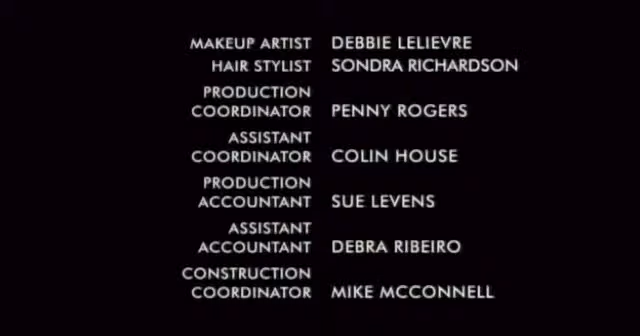 MAKEUP ARTIST DEBBIE LELIEVRE
HAIR STYLIST SONDRA RICHARDSON
PRODUCTION
COORDINATOR PENNY ROGERS
ASSISTANT
COORDINATOR COLIN HOUSE
PRODUCTION
ACCOUNTANT SUE LEVENS
ASSISTANT
ACCOUNTANT DEBRA RIBEIRO
CONSTRUCTION
COORDINATOR MIKE MCCONNELL